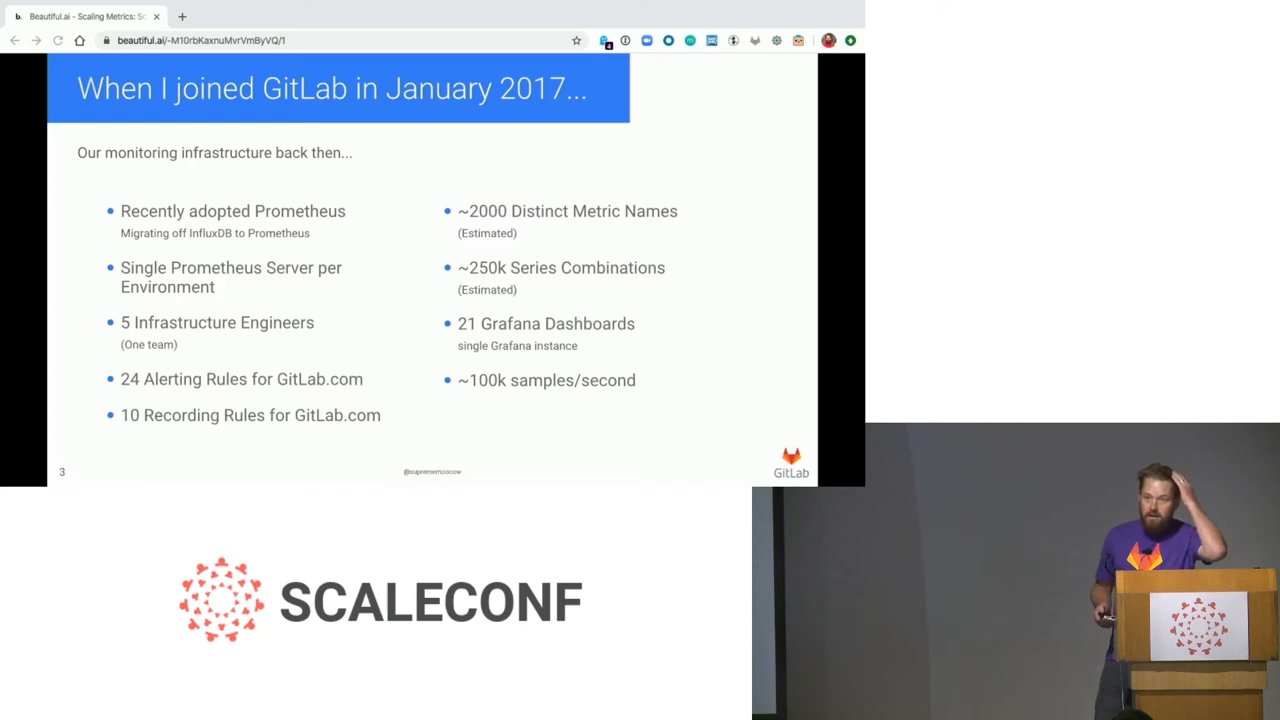 b. Beautiful.ai - Scaling Metrics: Sc
beautiful.ai/-M10rbKaxnuMvrVmByVQ/1
4
When I joined GitLab in January 2017...
Our monitoring infrastructure back then...
Recently adopted Prometheus
Migrating off InfluxDB to Prometheus
Single Prometheus Server per
Environment
5 Infrastructure Engineers
(One team)
24 Alerting Rules for GitLab.com
10 Recording Rules for GitLab.com
~2000 Distinct Metric Names
(Estimated)
~250k Series Combinations
(Estimated)
21 Grafana Dashboards
single Grafana instance
~100k samples/second
3
@suprememoocow
GitLab
SCALECONF